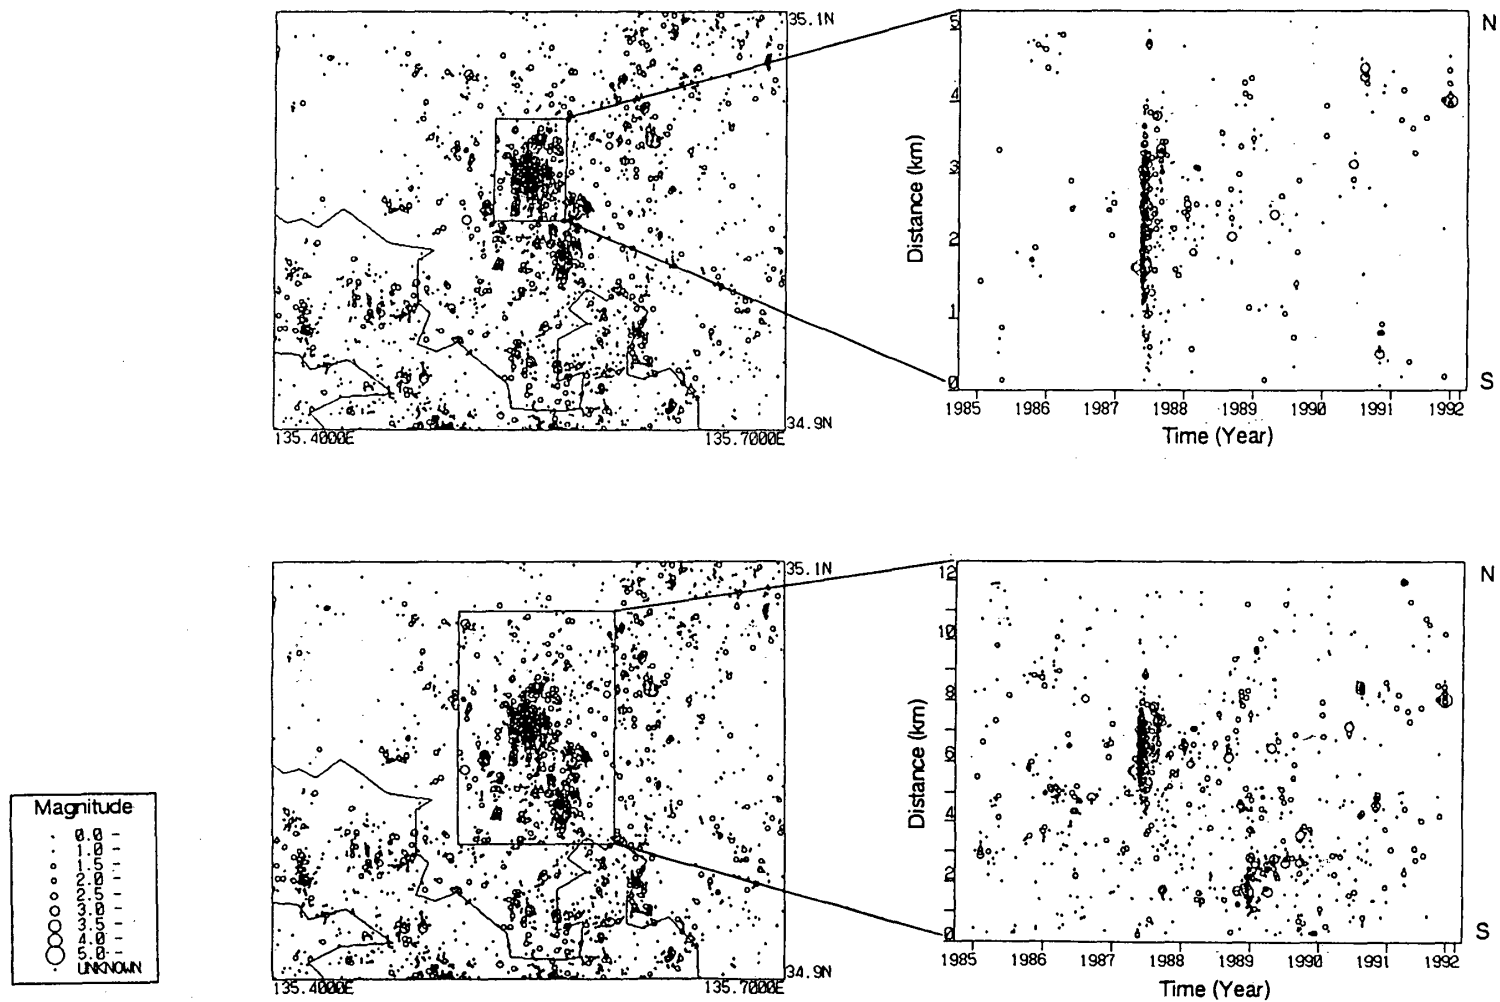 35.1N
34.9N
135.4000E
135.7000E
Distance (km)
5
4
3
2
1
0
N
S
1985 1986 1987 1988 1989 1990 1991 1992
Time (Year)
35.1N
34.9N
135.4000E
135.7000E
Distance (km)
12
10
8
6
4
2
0
N
S
1985 1986 1987 1988 1989 1990 1991 1992
Time (Year)
Magnitude
0.0 -
1.0 -
1.5 -
2.0 -
2.5 -
3.0 -
3.5 -
4.0 -
5.0 -
UNKNOWN